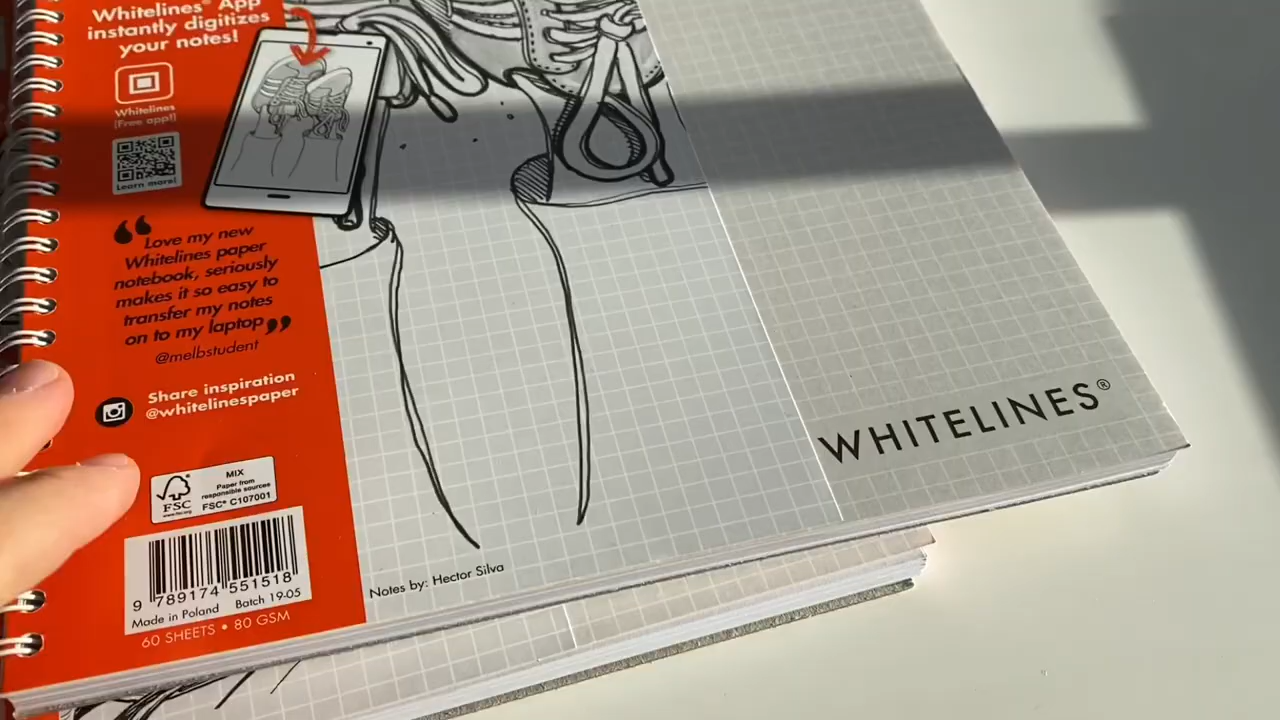 Whitelines® App
instantly digitizes
your notes!
Whitelines
(Free app!)
Learn more!
“ Love my new
Whitelines paper
notebook, seriously
makes it so easy to
transfer my notes
on to my laptop ”
@melbstudent
Share inspiration
@whitelinespaper
FSC
www.fsc.org
MIX
Paper from
responsible sources
FSC® C107001
9 789174 551518
Made in Poland Batch 19-05
60 SHEETS • 80 GSM
Notes by: Hector Silva
WHITELINES®